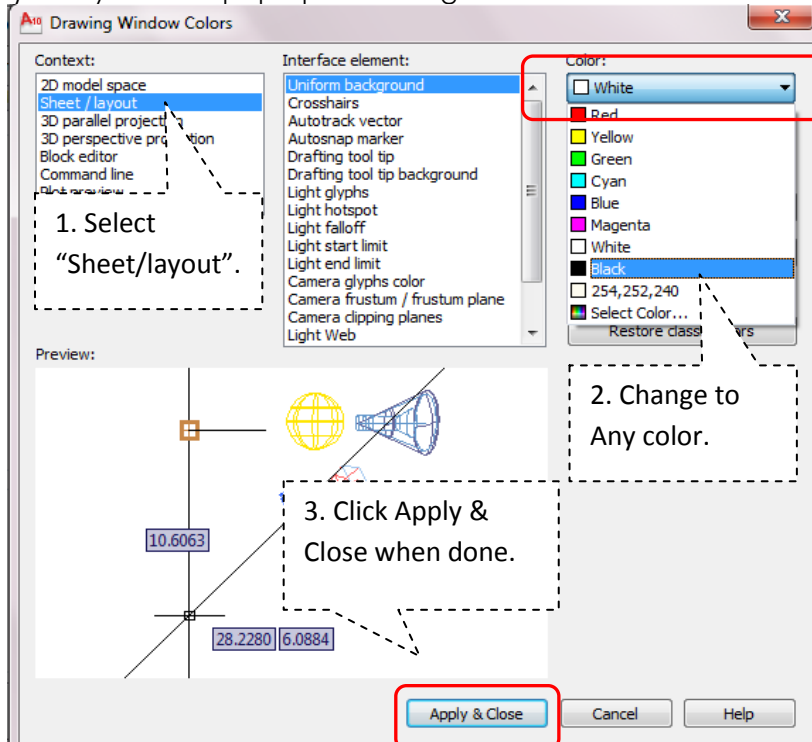 A10 Drawing Window Colors
Context:
2D model space
Sheet / layout
3D parallel projection
3D perspective projection
Block editor
Command line
Plot preview
Interface element:
Uniform background
Crosshairs
Autotrack vector
Autosnap marker
Drafting tool tip
Drafting tool tip background
Light glyphs
Light hotspot
Light falloff
Light start limit
Light end limit
Camera glyphs color
Camera frustum / frustum plane
Camera clipping planes
Light Web
Color:
White
Red
Yellow
Green
Cyan
Blue
Magenta
White
Black
254,252,240
Select Color...
Restore classic
1. Select
“Sheet/layout”.
2. Change to
Any color.
Preview:
3. Click Apply &
Close when done.
10.6063
28.2280 6.0884
Apply & Close
Cancel
Help